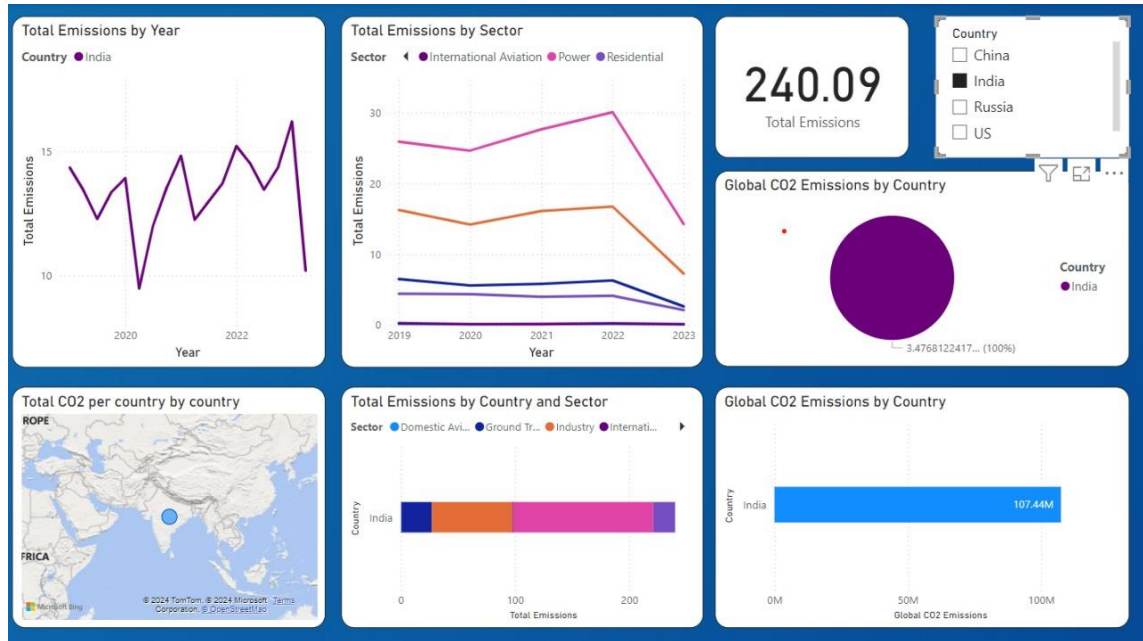 Total Emissions by Year
Country India
15
10
Total Emissions
2020 2022
Year
Total Emissions by Sector
Sector International Aviation Power Residential
30
20
10
0
Total Emissions
2019 2020 2021 2022 2023
Year
240.09
Total Emissions
Country
China
India
Russia
US
Global CO2 Emissions by Country
Country
India
3.4768122417... (100%)
Total CO2 per country by country
ROPE
FRICA
Microsoft Bing
© 2024 TomTom, © 2024 Microsoft Terms
Corporation, © OpenStreetMap
Total Emissions by Country and Sector
Sector Domestic Avi... Ground Tr... Industry Internati...
Country
India
0 100 200
Total Emissions
Global CO2 Emissions by Country
Country
India
107.44M
0M 50M 100M
Global CO2 Emissions